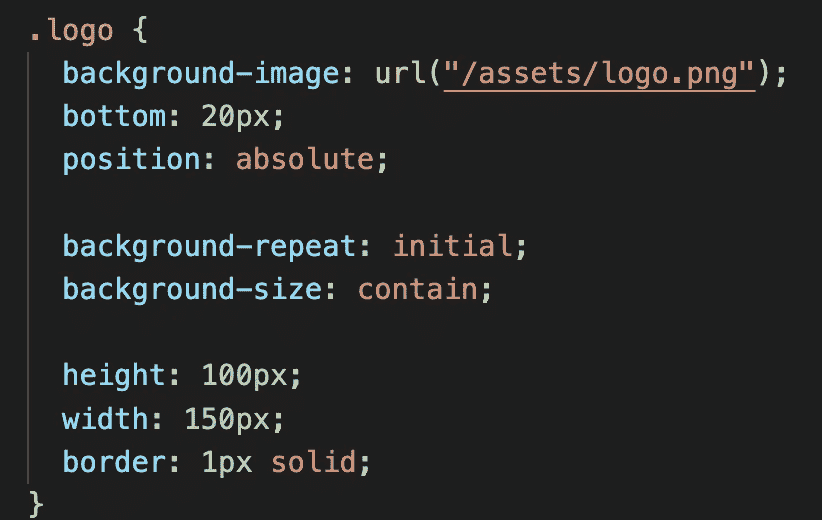 .logo {
background-image: url("/assets/logo.png");
bottom: 20px;
position: absolute;
background-repeat: initial;
background-size: contain;
height: 100px;
width: 150px;
border: 1px solid;
}